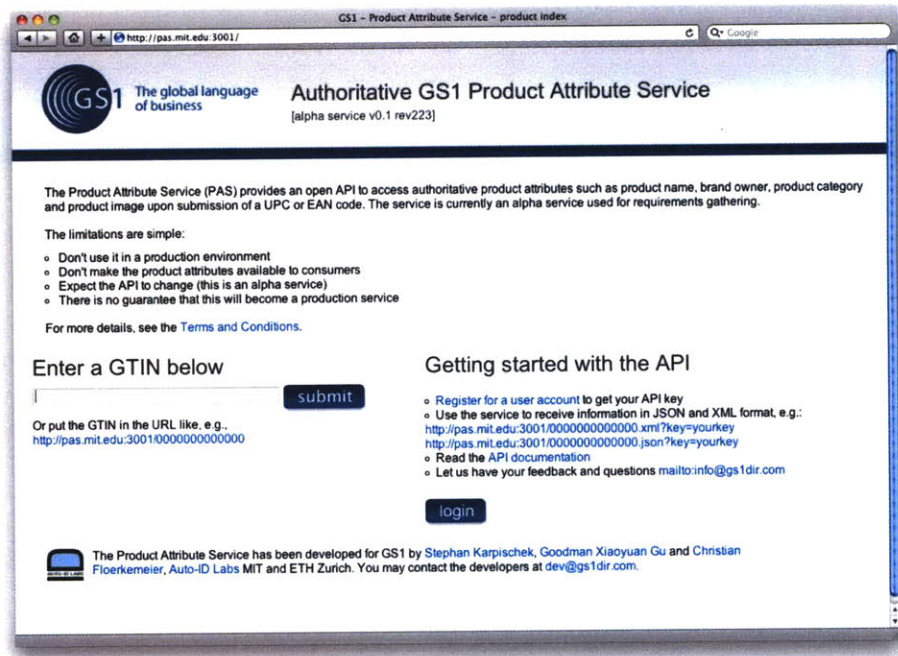 GS1 – Product Attribute Service – product index
http://pas.mit.edu:3001/
Google
GS1
The global language
of business
Authoritative GS1 Product Attribute Service
[alpha service v0.1 rev223]
The Product Attribute Service (PAS) provides an open API to access authoritative product attributes such as product name, brand owner, product category
and product image upon submission of a UPC or EAN code. The service is currently an alpha service used for requirements gathering.
The limitations are simple:
Don't use it in a production environment
Don't make the product attributes available to consumers
Expect the API to change (this is an alpha service)
There is no guarantee that this will become a production service
For more details, see the Terms and Conditions.
Enter a GTIN below
submit
Or put the GTIN in the URL like, e.g.,
http://pas.mit.edu:3001/0000000000000
Getting started with the API
Register for a user account to get your API key
Use the service to receive information in JSON and XML format, e.g.:
http://pas.mit.edu:3001/0000000000000.xml?key=yourkey
http://pas.mit.edu:3001/0000000000000.json?key=yourkey
Read the API documentation
Let us have your feedback and questions mailto:info@gs1dir.com
login
AUTO-ID LABS
The Product Attribute Service has been developed for GS1 by Stephan Karpischek, Goodman Xiaoyuan Gu and Christian
Floerkemeier, Auto-ID Labs MIT and ETH Zurich. You may contact the developers at dev@gs1dir.com.